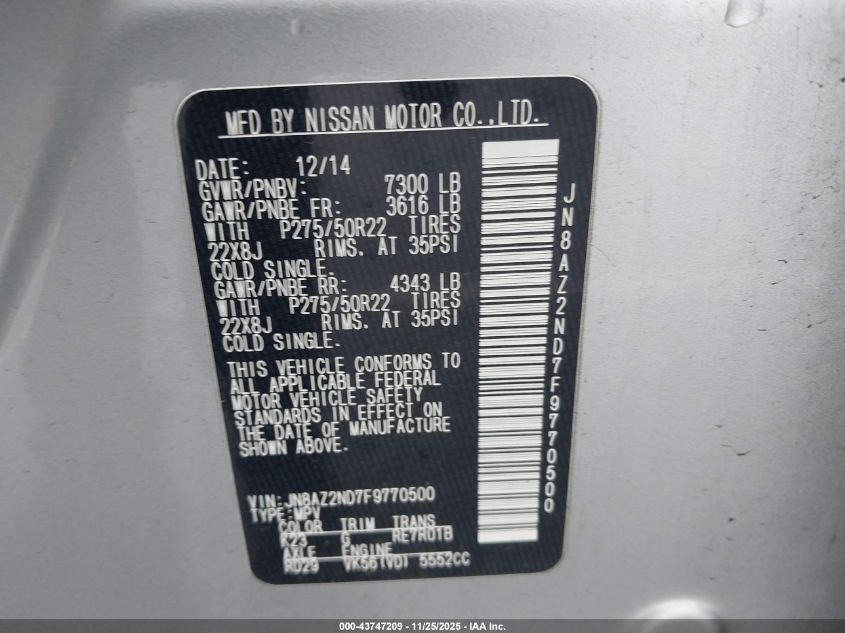 MFD BY NISSAN MOTOR CO.,LTD.
DATE: 12/14
GVWR/PNBV: 7300 LB
GAWR/PNBE FR: 3616 LB
WITH P275/50R22 TIRES
22X8J RIMS. AT 35PSI
COLD SINGLE.
GAWR/PNBE RR: 4343 LB
WITH P275/50R22 TIRES
22X8J RIMS. AT 35PSI
COLD SINGLE.
THIS VEHICLE CONFORMS TO
ALL APPLICABLE FEDERAL
MOTOR VEHICLE SAFETY
STANDARDS IN EFFECT ON
THE DATE OF MANUFACTURE
SHOWN ABOVE.
VIN:JN8AZ2ND7F9770500
TYPE:MPV
COLOR TRIM TRANS
K23 G RE7R01B
AXLE ENGINE
RD29 VK56(VD) 5552CC
JN8AZ2ND7F9770500
000-43747209 - 11/25/2025 - IAA Inc.